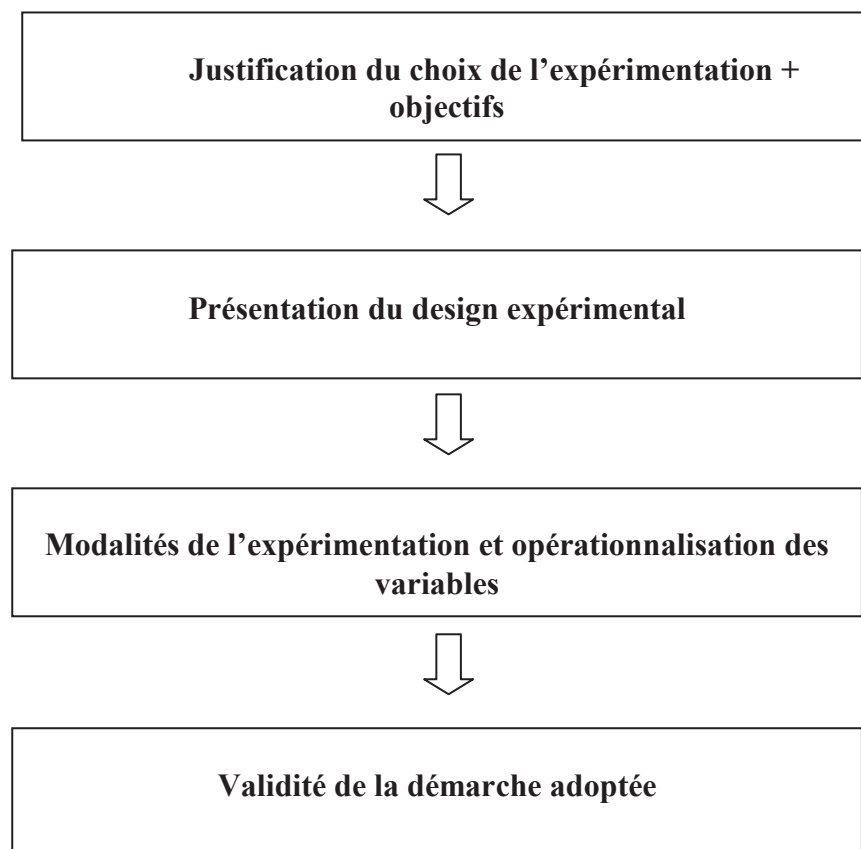 Justification du choix de l’expérimentation +
objectifs
Présentation du design expérimental
Modalités de l’expérimentation et opérationnalisation des
variables
Validité de la démarche adoptée